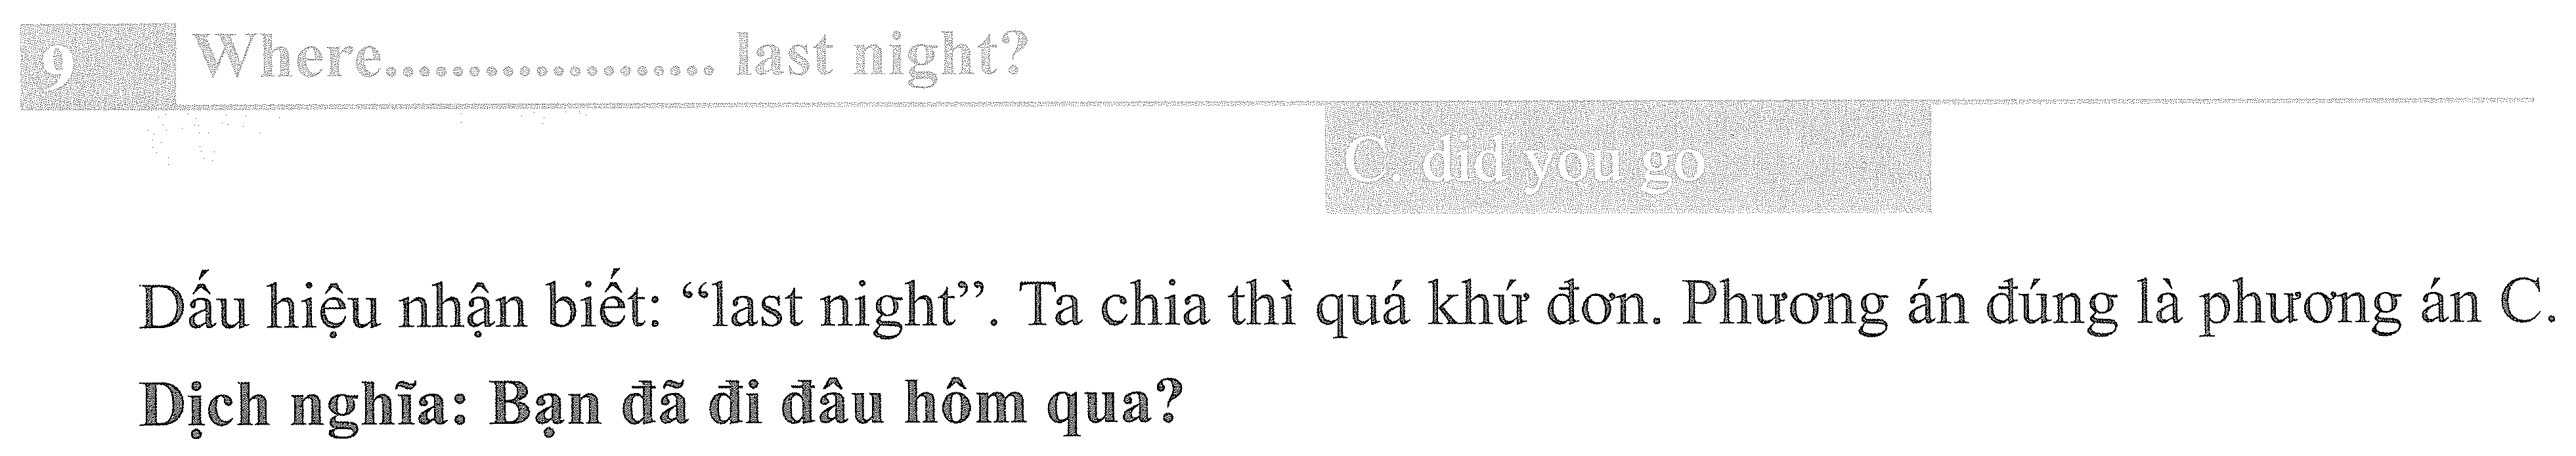 9 Where.................... last night?
C. did you go
Dấu hiệu nhận biết: “last night”. Ta chia thì quá khứ đơn. Phương án đúng là phương án C.
Dịch nghĩa: Bạn đã đi đâu hôm qua?